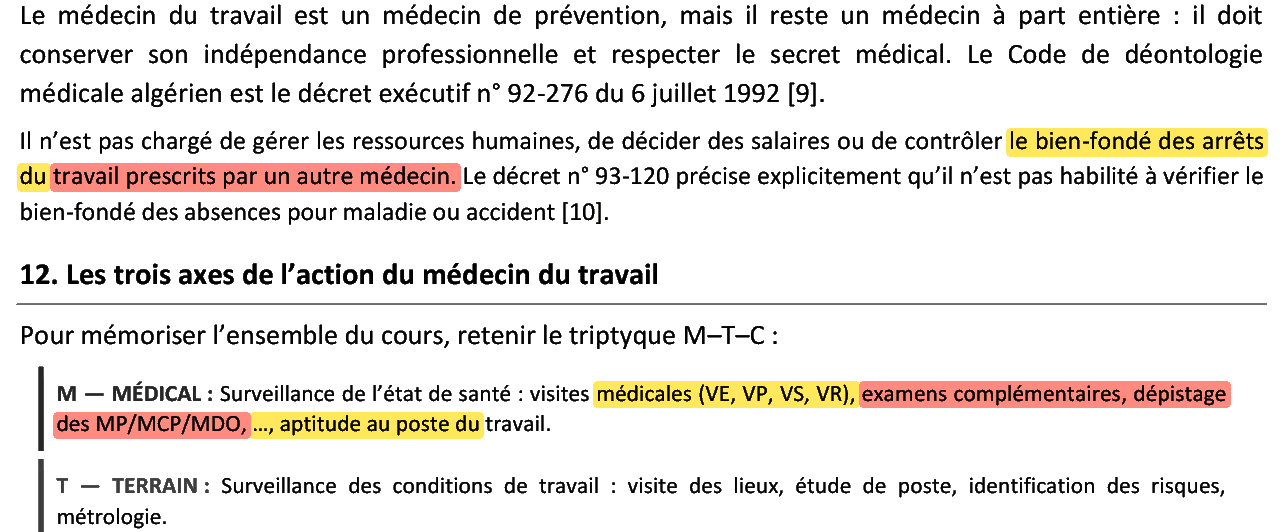 Le médecin du travail est un médecin de prévention, mais il reste un médecin à part entière : il doit
conserver son indépendance professionnelle et respecter le secret médical. Le Code de déontologie
médicale algérien est le décret exécutif n° 92-276 du 6 juillet 1992 [9].
Il n’est pas chargé de gérer les ressources humaines, de décider des salaires ou de contrôler le bien-fondé des arrêts
du travail prescrits par un autre médecin. Le décret n° 93-120 précise explicitement qu’il n’est pas habilité à vérifier le
bien-fondé des absences pour maladie ou accident [10].
12. Les trois axes de l’action du médecin du travail
Pour mémoriser l’ensemble du cours, retenir le triptyque M–T–C :
M — MÉDICAL : Surveillance de l’état de santé : visites médicales (VE, VP, VS, VR), examens complémentaires, dépistage
des MP/MCP/MDO, …, aptitude au poste du travail.
T — TERRAIN : Surveillance des conditions de travail : visite des lieux, étude de poste, identification des risques,
métrologie.